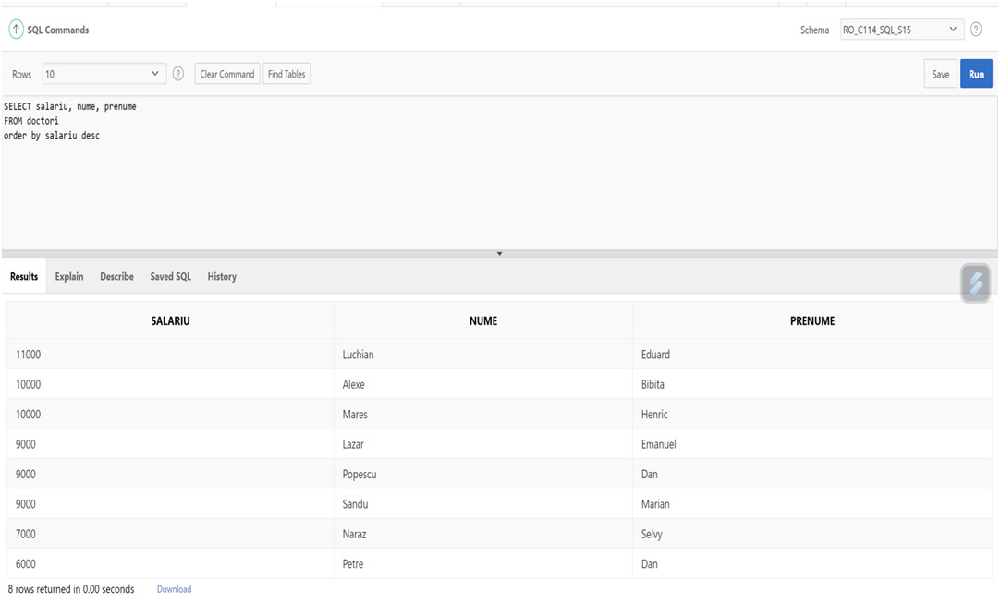 SQL Commands
Schema RO_C114_SQL_S15 ?
Rows 10 ? Clear Command Find Tables Save Run
SELECT salariu, nume, prenume
FROM doctori
order by salariu desc
Results Explain Describe Saved SQL History
SALARIU NUME PRENUME
11000 Luchian Eduard
10000 Alexe Bibita
10000 Mares Henric
9000 Lazar Emanuel
9000 Popescu Dan
9000 Sandu Marian
7000 Naraz Selvy
6000 Petre Dan
8 rows returned in 0.00 seconds Download